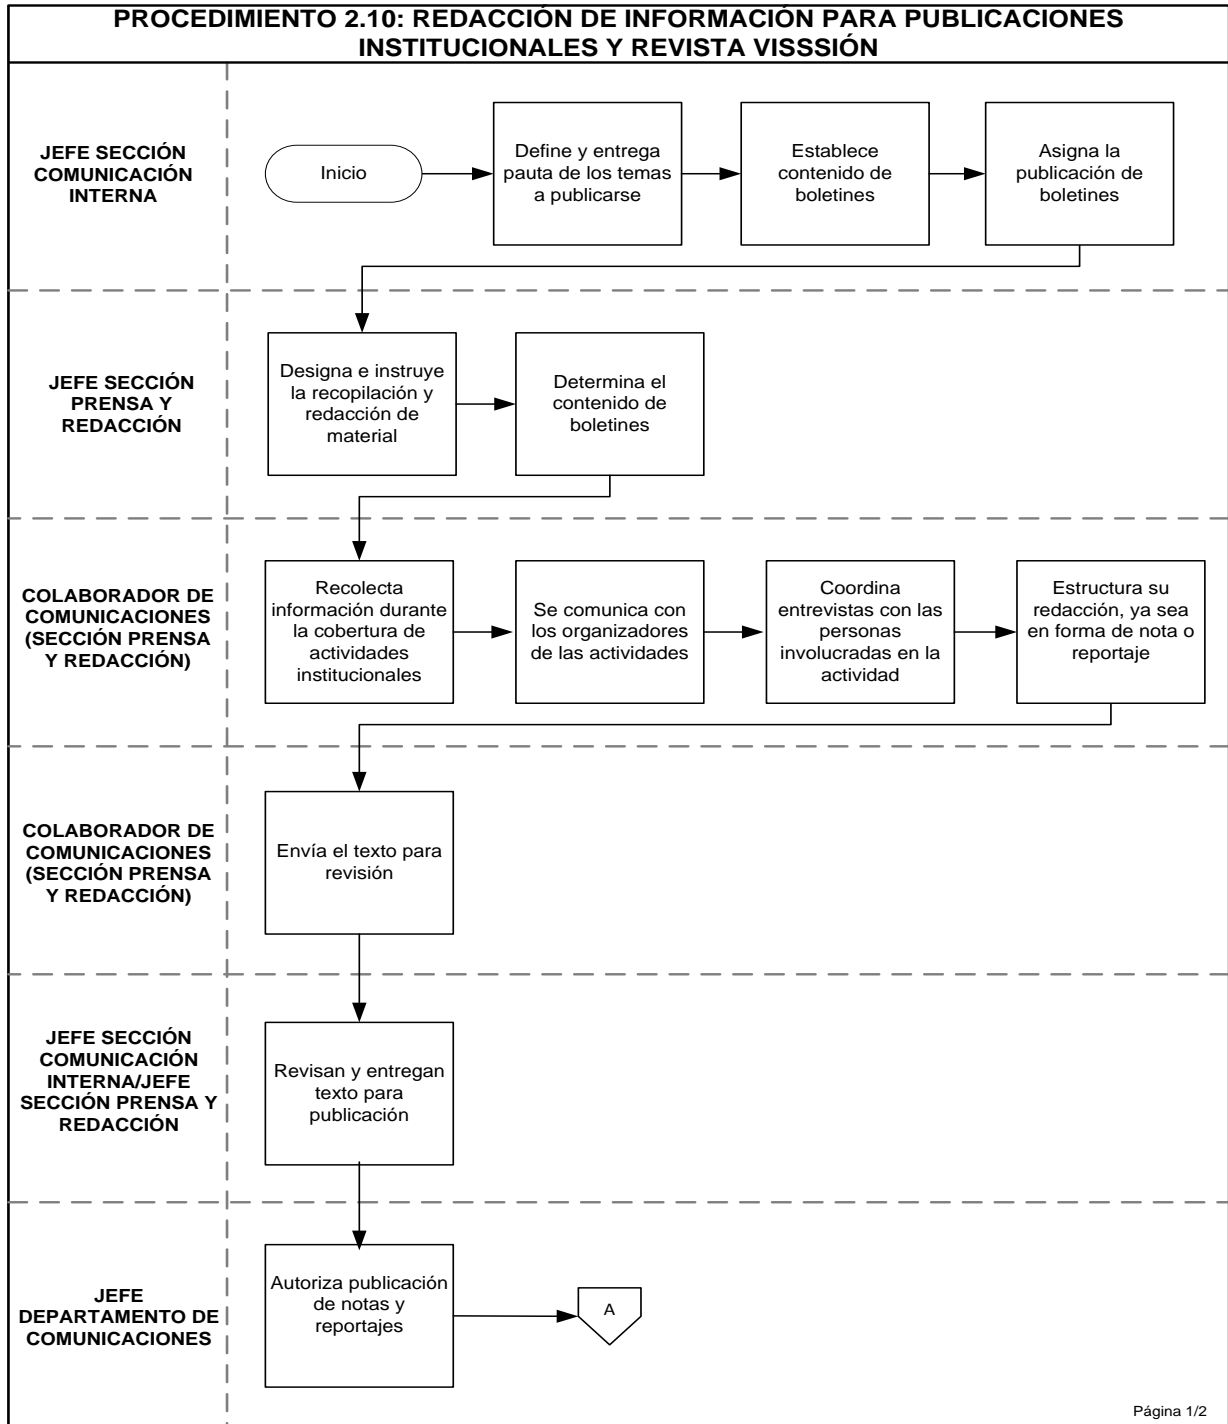 PROCEDIMIENTO 2.10: REDACCIÓN DE INFORMACIÓN PARA PUBLICACIONES
INSTITUCIONALES Y REVISTA VISSSIÓN
JEFE SECCIÓN
COMUNICACIÓN
INTERNA
Inicio
Define y entrega
pauta de los temas
a publicarse
Establece
contenido de
boletines
Asigna la
publicación de
boletines
JEFE SECCIÓN
PRENSA Y
REDACCIÓN
Designa e instruye
la recopilación y
redacción de
material
Determina el
contenido de
boletines
COLABORADOR DE
COMUNICACIONES
(SECCIÓN PRENSA
Y REDACCIÓN)
Recolecta
información durante
la cobertura de
actividades
institucionales
Se comunica con
los organizadores
de las actividades
Coordina
entrevistas con las
personas
involucradas en la
actividad
Estructura su
redacción, ya sea
en forma de nota o
reportaje
COLABORADOR DE
COMUNICACIONES
(SECCIÓN PRENSA
Y REDACCIÓN)
Envía el texto para
revisión
JEFE SECCIÓN
COMUNICACIÓN
INTERNA/JEFE
SECCIÓN PRENSA Y
REDACCIÓN
Revisan y entregan
texto para
publicación
JEFE
DEPARTAMENTO DE
COMUNICACIONES
Autoriza publicación
de notas y
reportajes
A
Página 1/2